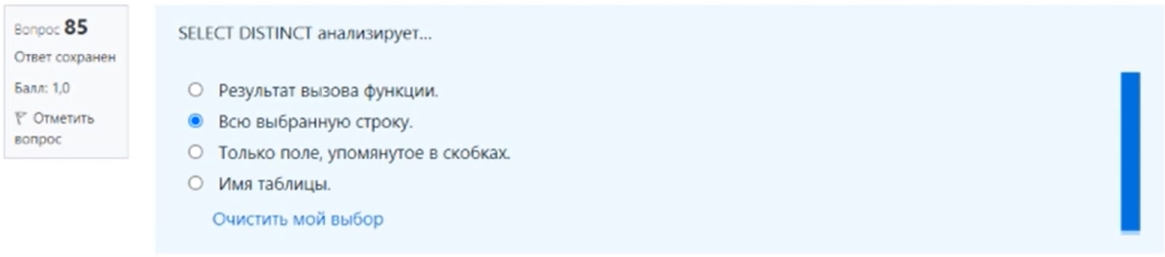 Вопрос 85
Ответ сохранен
Балл: 1,0
Отметить
вопрос
SELECT DISTINCT анализирует...
Результат вызова функции.
Всю выбранную строку.
Только поле, упомянутое в скобках.
Имя таблицы.
Очистить мой выбор